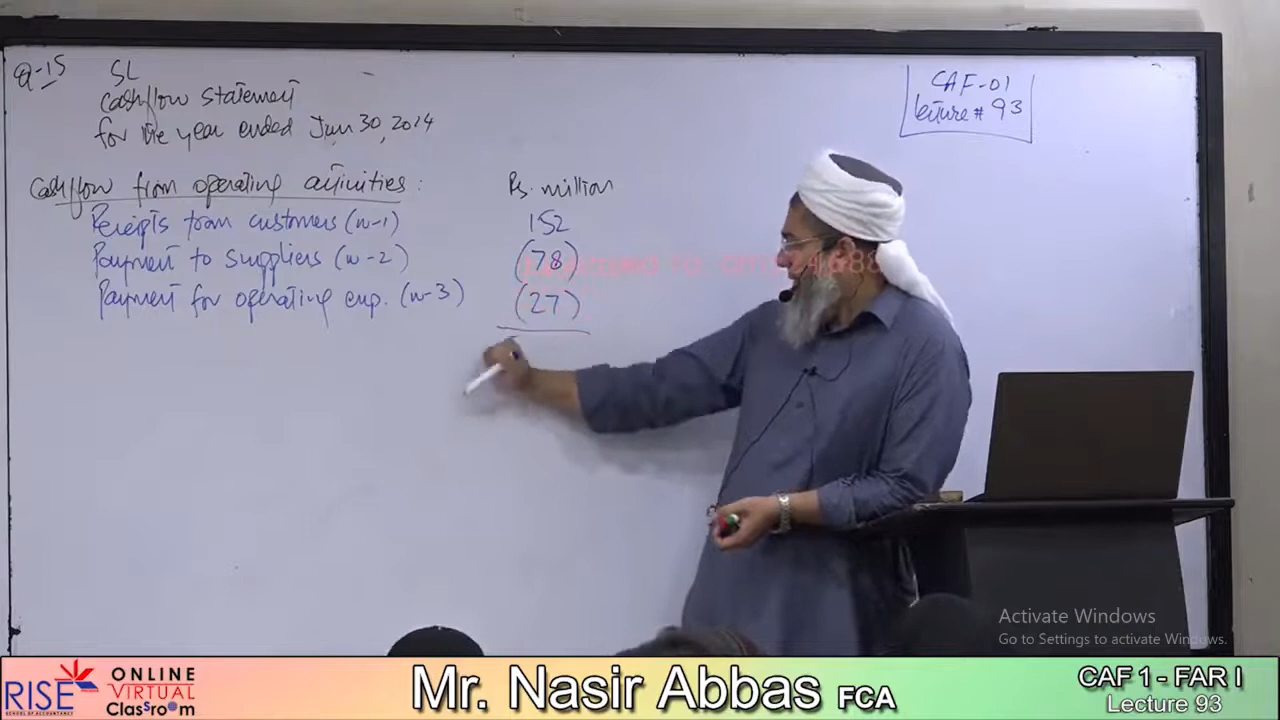 Q-15
SL
Cashflow statement
for the year ended Jun 30, 2014
CAF-01
lecture # 93
Cashflow from operating activities :
Rs. million
Receipts from customers (w-1) 152
Payment to suppliers (w-2) (78)
Payment for operating exp. (w-3) (27)
Activate Windows
Go to Settings to activate Windows.
RISE
SCHOOL OF ACCOUNTANCY
ONLINE
VIRTUAL
Classroom
Mr. Nasir Abbas FCA
CAF 1 - FAR I
Lecture 93